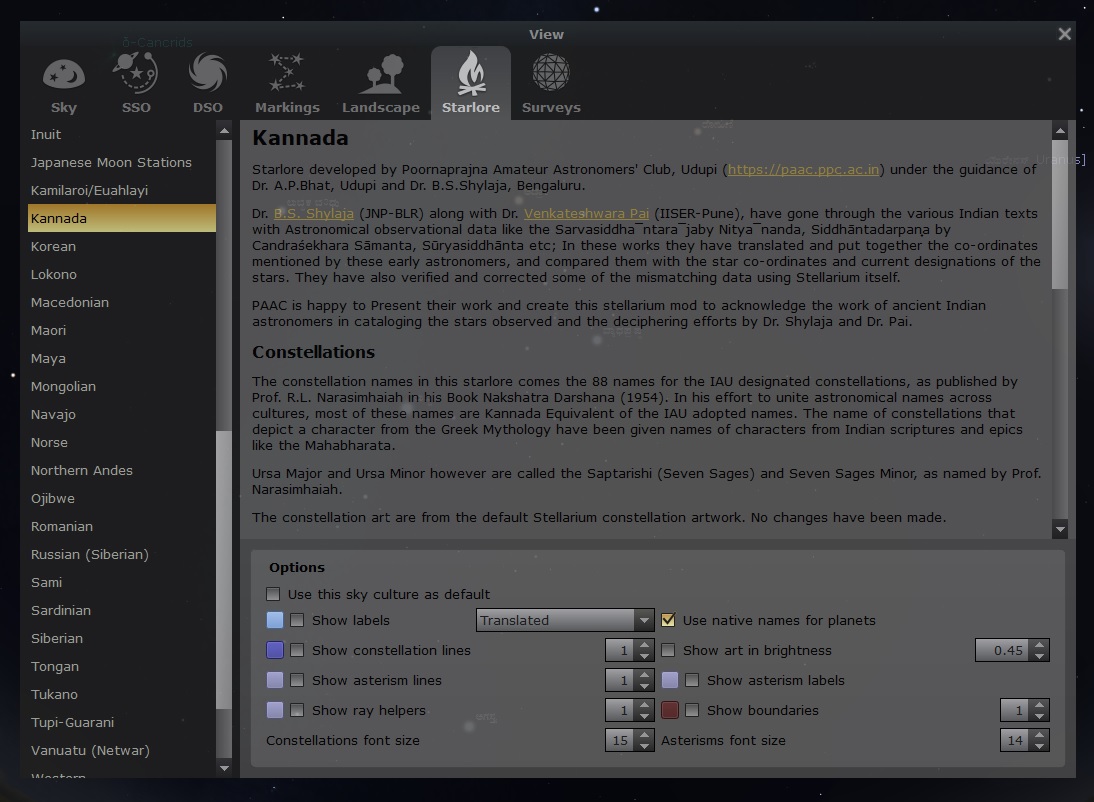 View
δ-Cancrids
Sky
SSO
DSO
Markings
Landscape
Starlore
Surveys
Inuit
Japanese Moon Stations
Kamilaroi/Euahlayi
Kannada
Korean
Lokono
Macedonian
Maori
Maya
Mongolian
Navajo
Norse
Northern Andes
Ojibwe
Romanian
Russian (Siberian)
Sami
Sardinian
Siberian
Tongan
Tukano
Tupi-Guarani
Vanuatu (Netwar)
Western
Kannada
Starlore developed by Poornaprajna Amateur Astronomers' Club, Udupi (https://paac.ppc.ac.in) under the guidance of
Dr. A.P.Bhat, Udupi and Dr. B.S.Shylaja, Bengaluru.
Dr. B.S. Shylaja (JNP-BLR) along with Dr. Venkateshwara Pai (IISER-Pune), have gone through the various Indian texts
with Astronomical observational data like the Sarvasiddha¯ntara¯jaby Nitya¯nanda, Siddhāntadarpaṇa by
Candraśekhara Sāmanta, Sūryasiddhānta etc; In these works they have translated and put together the co-ordinates
mentioned by these early astronomers, and compared them with the star co-ordinates and current designations of the
stars. They have also verified and corrected some of the mismatching data using Stellarium itself.
PAAC is happy to Present their work and create this stellarium mod to acknowledge the work of ancient Indian
astronomers in cataloging the stars observed and the deciphering efforts by Dr. Shylaja and Dr. Pai.
Constellations
The constellation names in this starlore comes the 88 names for the IAU designated constellations, as published by
Prof. R.L. Narasimhaiah in his Book Nakshatra Darshana (1954). In his effort to unite astronomical names across
cultures, most of these names are Kannada Equivalent of the IAU adopted names. The name of constellations that
depict a character from the Greek Mythology have been given names of characters from Indian scriptures and epics
like the Mahabharata.
Ursa Major and Ursa Minor however are called the Saptarishi (Seven Sages) and Seven Sages Minor, as named by Prof.
Narasimhaiah.
The constellation art are from the default Stellarium constellation artwork. No changes have been made.
Options
Use this sky culture as default
Show labels Translated Use native names for planets
Show constellation lines 1 Show art in brightness 0.45
Show asterism lines 1 Show asterism labels
Show ray helpers 1 Show boundaries 1
Constellations font size 15 Asterisms font size 14
Uranus]